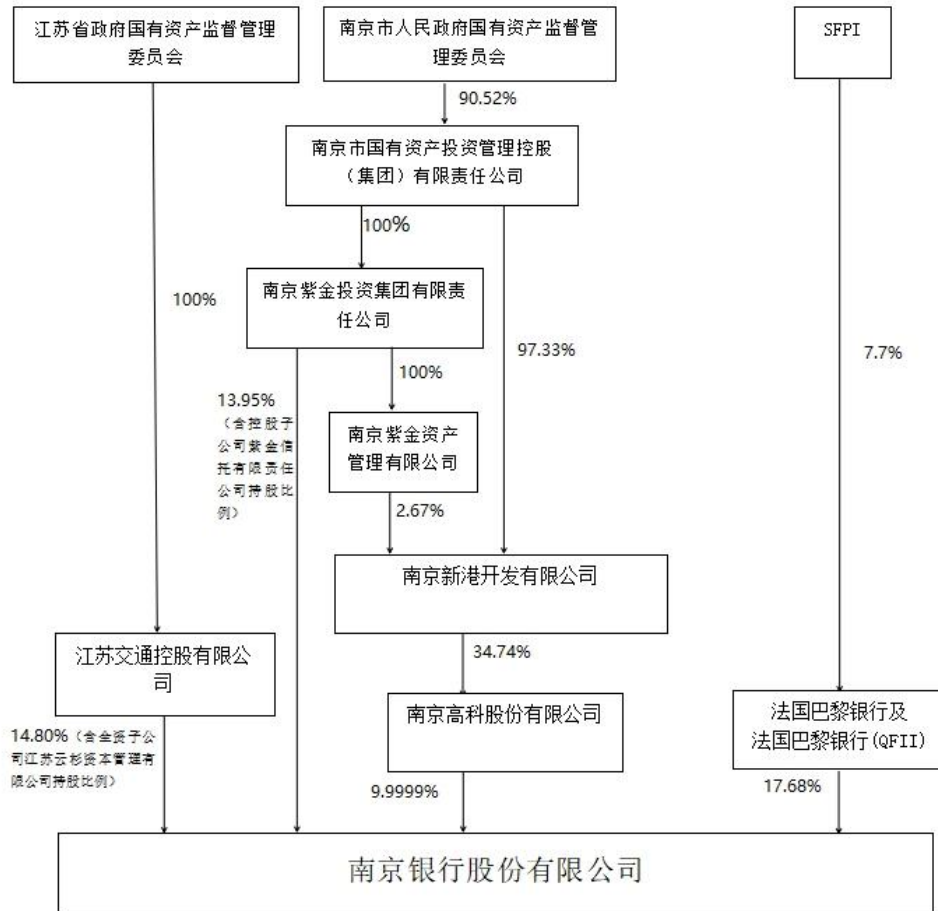 江苏省政府国有资产监督管理
委员会
南京市人民政府国有资产监督管
理委员会
SFPI
90.52%
南京市国有资产投资管理控股
（集团）有限责任公司
100%
南京紫金投资集团有限责
任公司
100%
97.33%
7.7%
100%
13.95%
（含控股子
公司紫金信
托有限责任
公司持股比
例）
南京紫金资产
管理有限公司
2.67%
南京新港开发有限公司
江苏交通控股有限公
司
34.74%
南京高科股份有限公司
法国巴黎银行及
法国巴黎银行(QFII)
14.80%（含全资子公
司江苏云杉资本管理有
限公司持股比例）
9.9999%
17.68%
南京银行股份有限公司